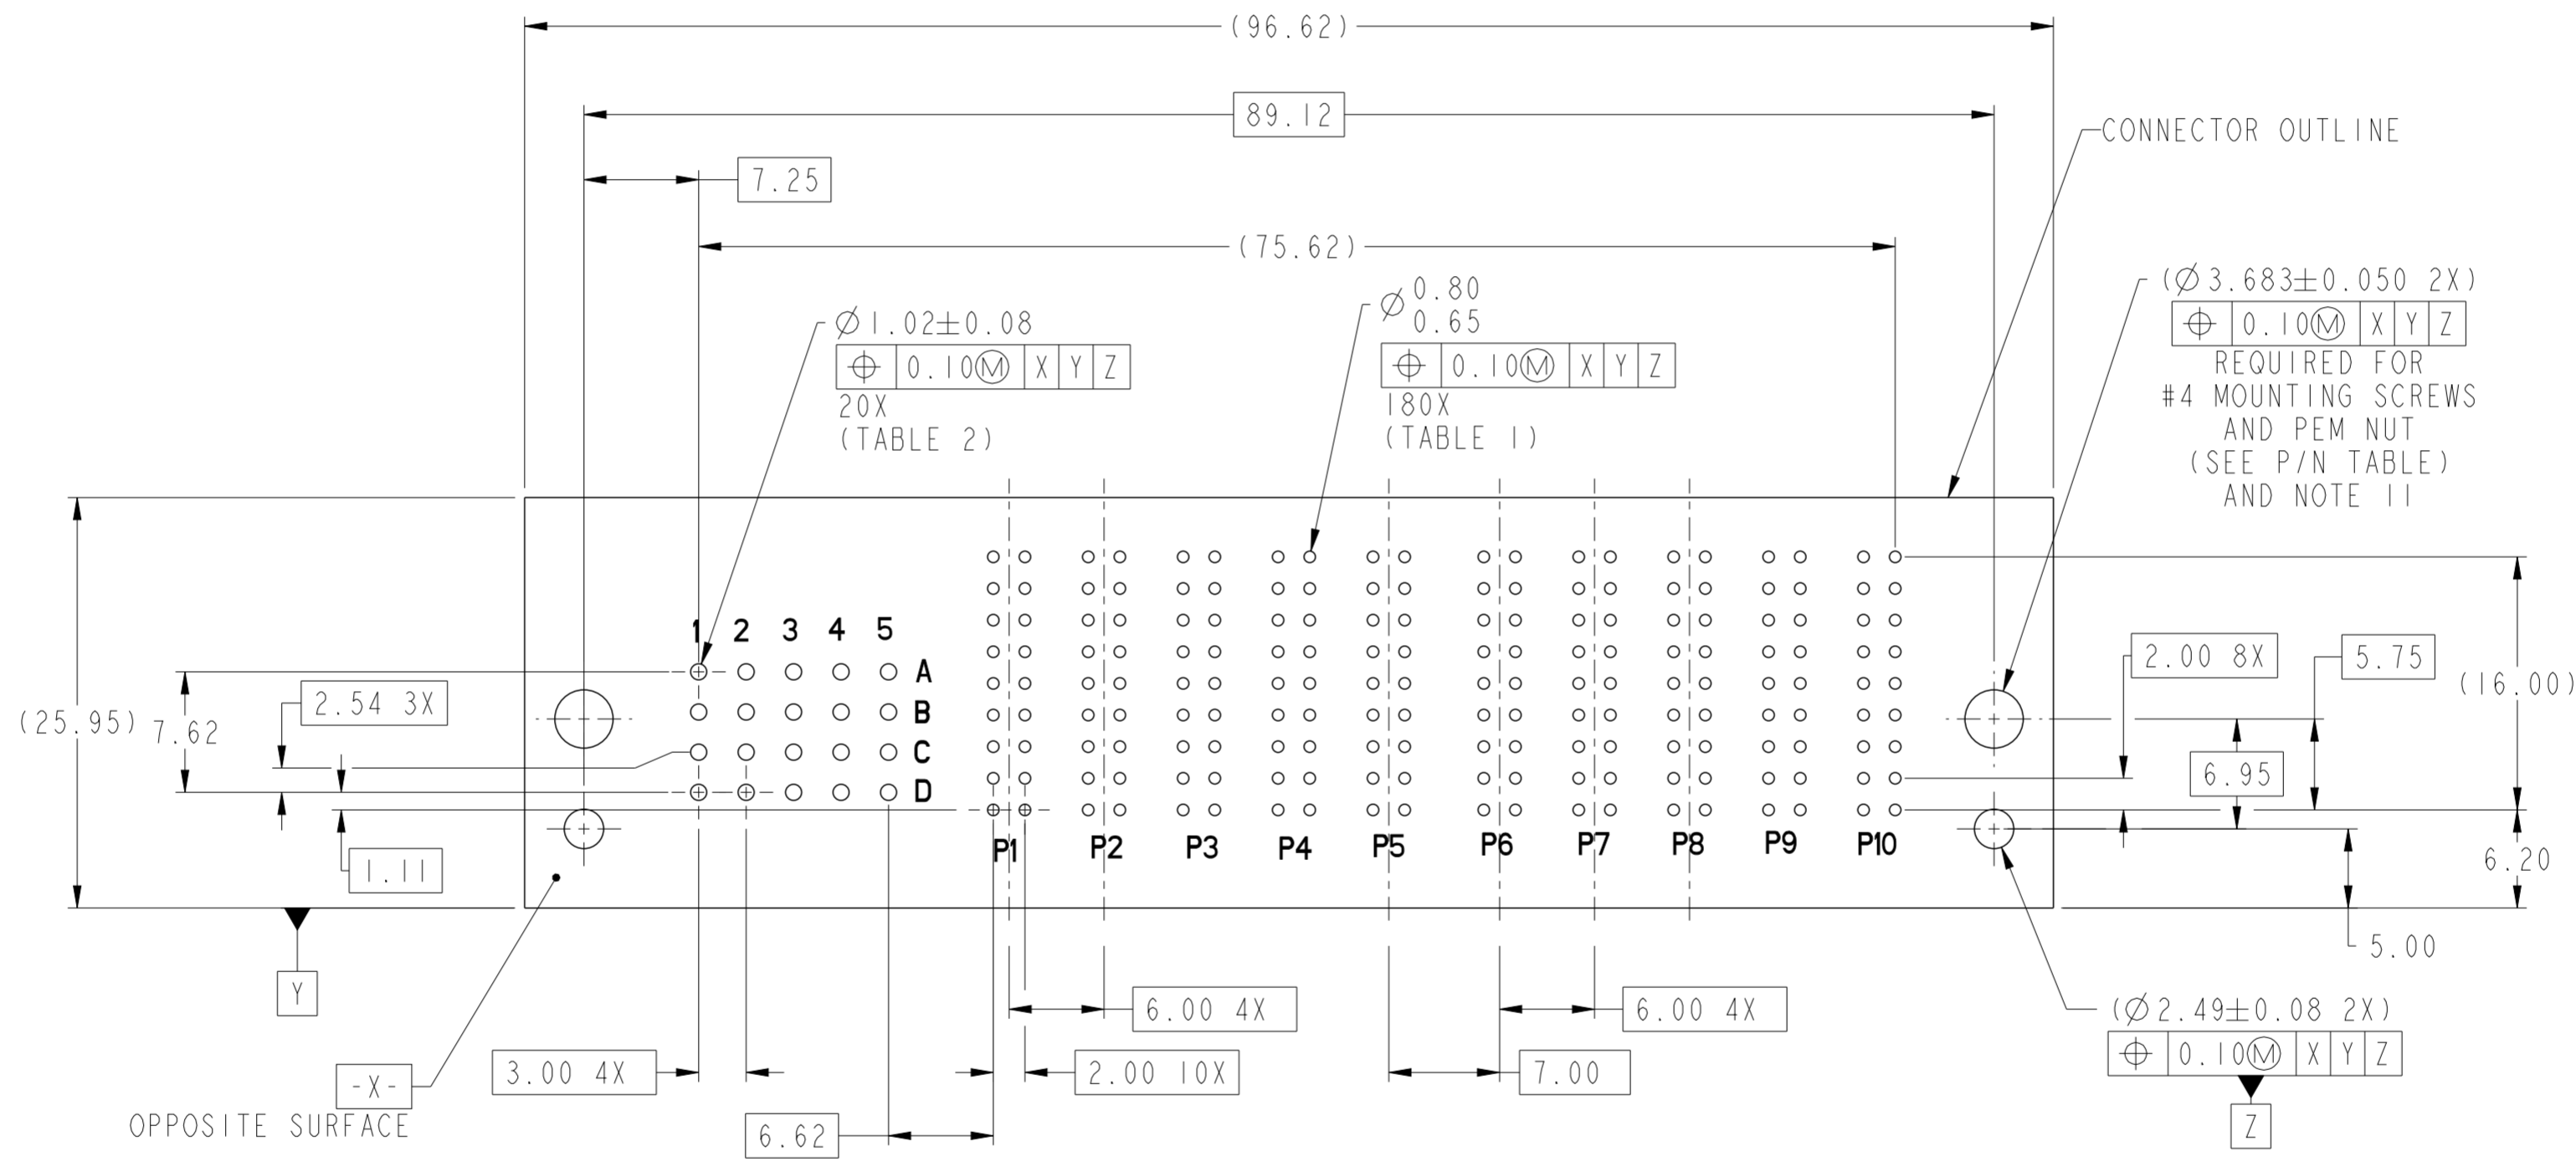 (96.62)
89.12
CONNECTOR OUTLINE
7.25
(75.62)
Ø1.02±0.08
⌖ 0.10Ⓜ X Y Z
20X
(TABLE 2)
Ø 0.80
0.65
⌖ 0.10Ⓜ X Y Z
180X
(TABLE 1)
(Ø3.683±0.050 2X)
⌖ 0.10Ⓜ X Y Z
REQUIRED FOR
#4 MOUNTING SCREWS
AND PEM NUT
(SEE P/N TABLE)
AND NOTE 11
1 2 3 4 5
A
B
C
D
(25.95)
7.62
2.54 3X
1.11
2.00 8X
5.75
(16.00)
6.95
6.20
5.00
P1 P2 P3 P4 P5 P6 P7 P8 P9 P10
Y
-X-
OPPOSITE SURFACE
6.00 4X
6.00 4X
3.00 4X
2.00 10X
7.00
6.62
(Ø2.49±0.08 2X)
⌖ 0.10Ⓜ X Y Z
Z